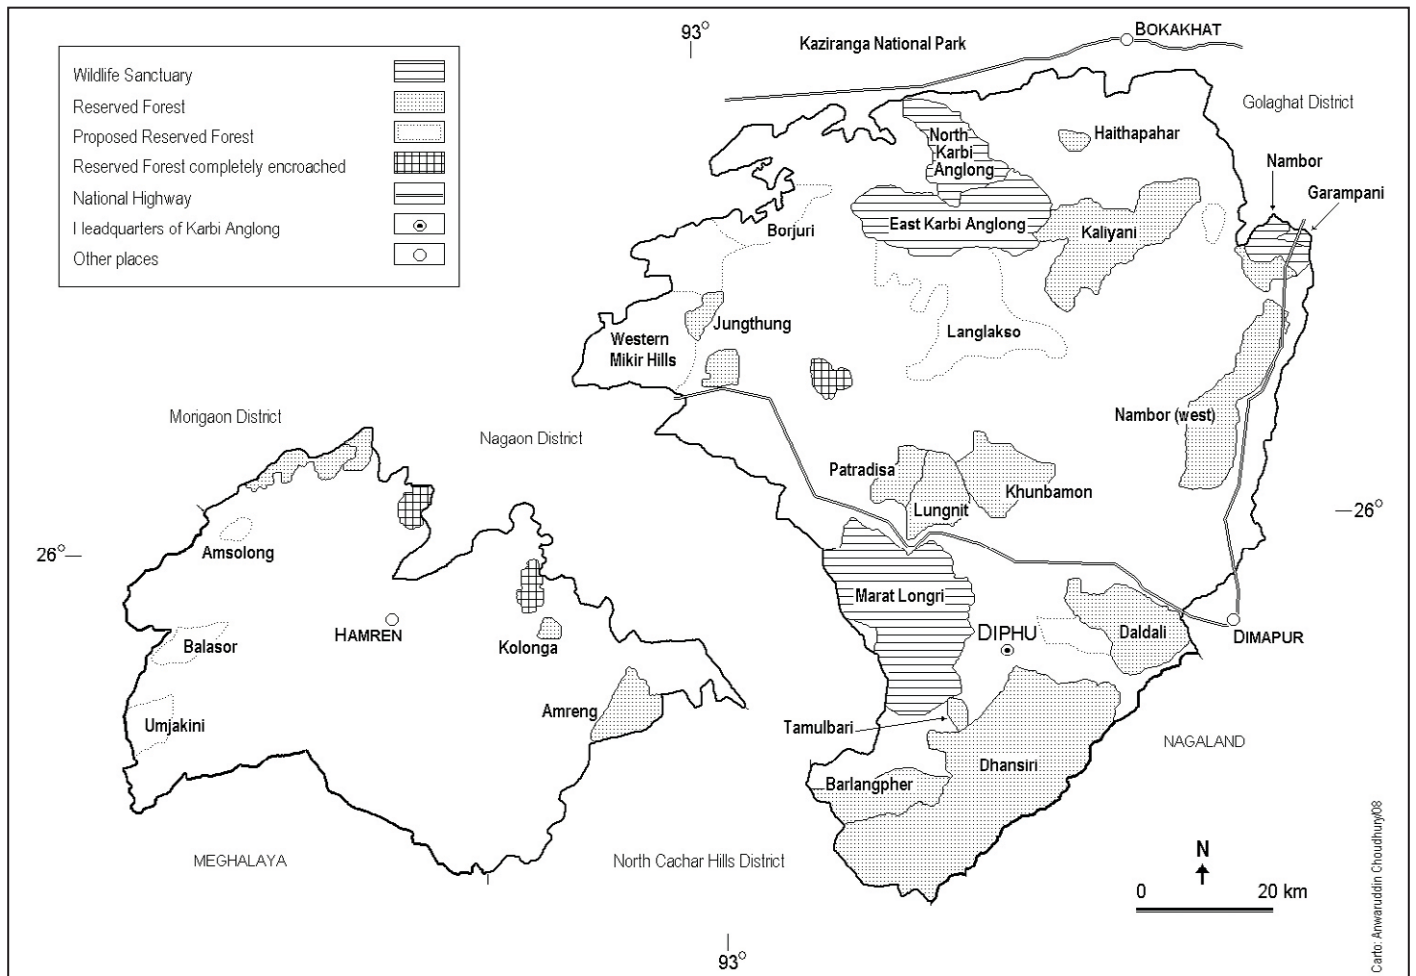 93°
Kaziranga National Park
BOKAKHAT
Wildlife Sanctuary
Reserved Forest
Proposed Reserved Forest
Reserved Forest completely encroached
National Highway
Headquarters of Karbi Anglong
Other places
Golaghat District
North
Karbi
Anglong
Haithapahar
Nambor
Garampani
Borjuri
East Karbi Anglong
Kaliyani
Jungthung
Langlakso
Western
Mikir Hills
Nambor (west)
Morigaon District
Nagaon District
Patradisa
Khunbamon
Lungnit
26°
Amsolong
26°
Marat Longri
HAMREN
Kolonga
DIPHU
Daldali
DIMAPUR
Balasor
Amreng
Umjakini
Tamulbari
NAGALAND
Dhansiri
Barlangpher
MEGHALAYA
North Cachar Hills District
N
0 20 km
93°
Carto: Anwaruddin Choudhury/08